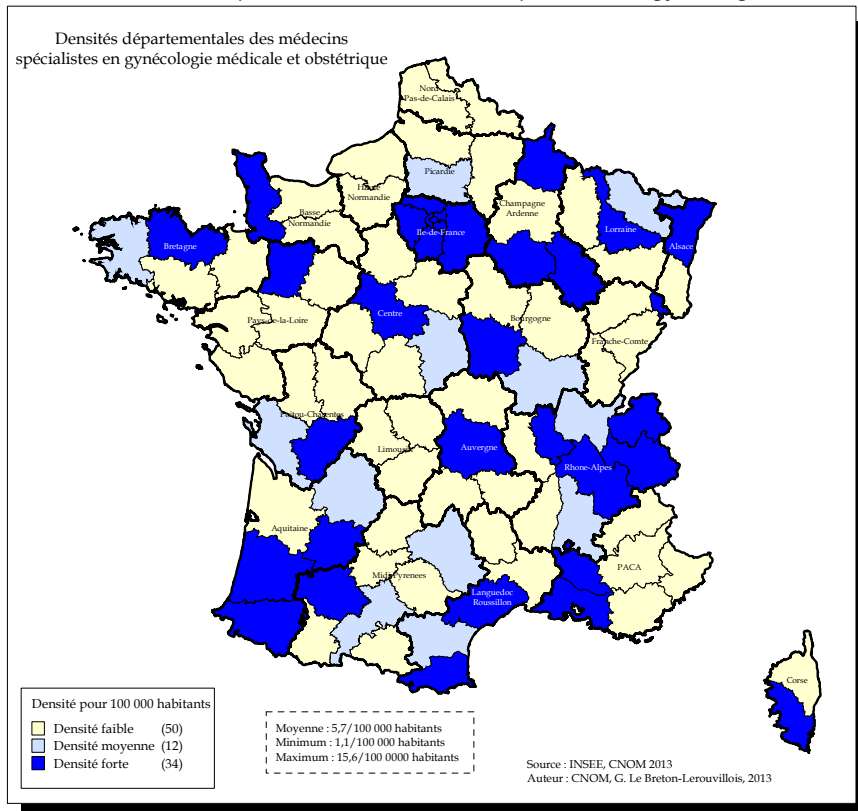 Densités départementales des médecins
spécialistes en gynécologie médicale et obstétrique
Nord
Pas-de-Calais
Picardie
Haute
Normandie
Basse
Normandie
Champagne
Ardenne
Lorraine
Alsace
Ile-de-France
Bretagne
Pays-de-la-Loire
Centre
Bourgogne
Franche-Comte
Poitou-Charentes
Limousin
Auvergne
Rhone-Alpes
Aquitaine
Midi-Pyrenees
Languedoc
Roussillon
PACA
Corse
Densité pour 100 000 habitants
Densité faible (50)
Densité moyenne (12)
Densité forte (34)
Moyenne : 5,7/100 000 habitants
Minimum : 1,1/100 000 habitants
Maximum : 15,6/100 0000 habitants
Source : INSEE, CNOM 2013
Auteur : CNOM, G. Le Breton-Lerouvillois, 2013